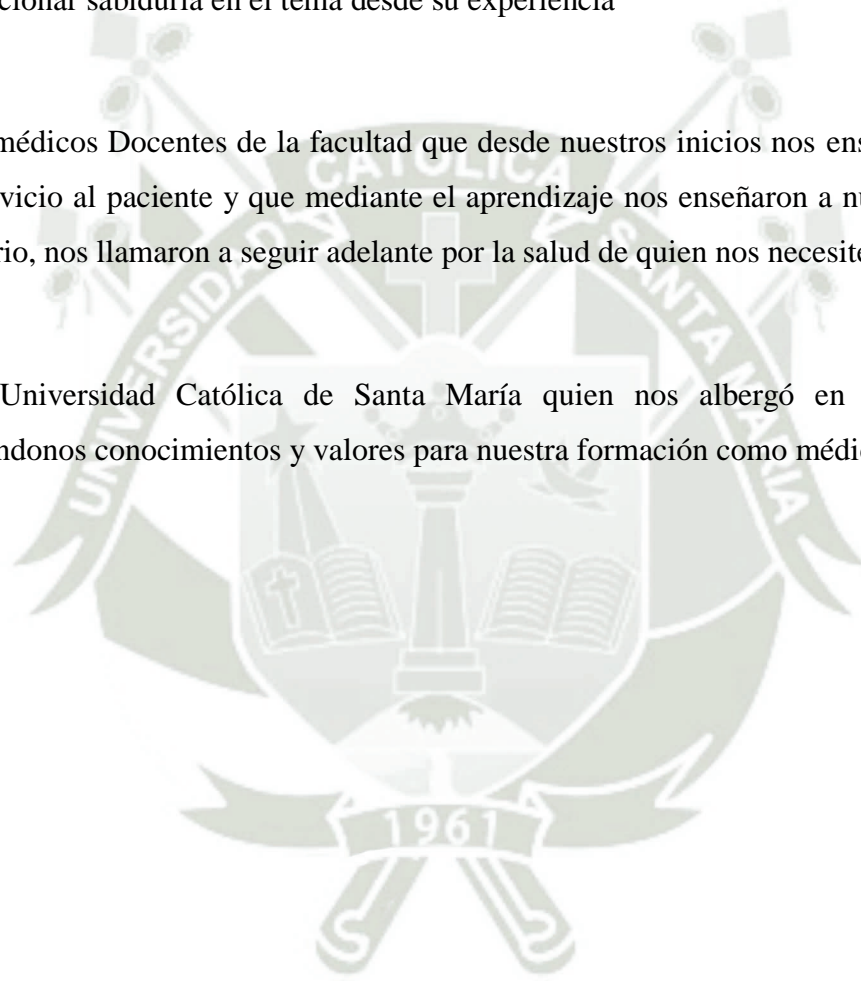 cionar sabiduría en el tema desde su experiencia
médicos Docentes de la facultad que desde nuestros inicios nos ens
vicio al paciente y que mediante el aprendizaje nos enseñaron a nu
rio, nos llamaron a seguir adelante por la salud de quien nos necesite
Universidad Católica de Santa María quien nos albergó en
ndonos conocimientos y valores para nuestra formación como médic
UNIVERSIDAD CATOLICA SANTA MARIA
1961